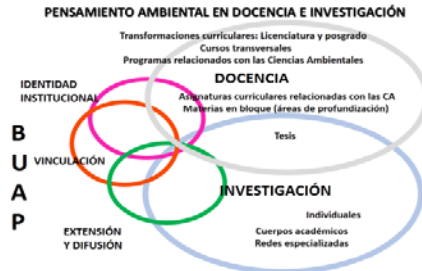 PENSAMIENTO AMBIENTAL EN DOCENCIA E INVESTIGACIÓN
Transformaciones curriculares: Licenciatura y posgrado
Cursos transversales
Programas relacionados con las Ciencias Ambientales
DOCENCIA
IDENTIDAD
INSTITUCIONAL
Asignaturas curriculares relacionadas con las CA
Materias en bloque (áreas de profundización)
Tesis
BUAP
VINCULACIÓN
INVESTIGACIÓN
Individuales
EXTENSIÓN
Y DIFUSIÓN
Cuerpos académicos
Redes especializadas